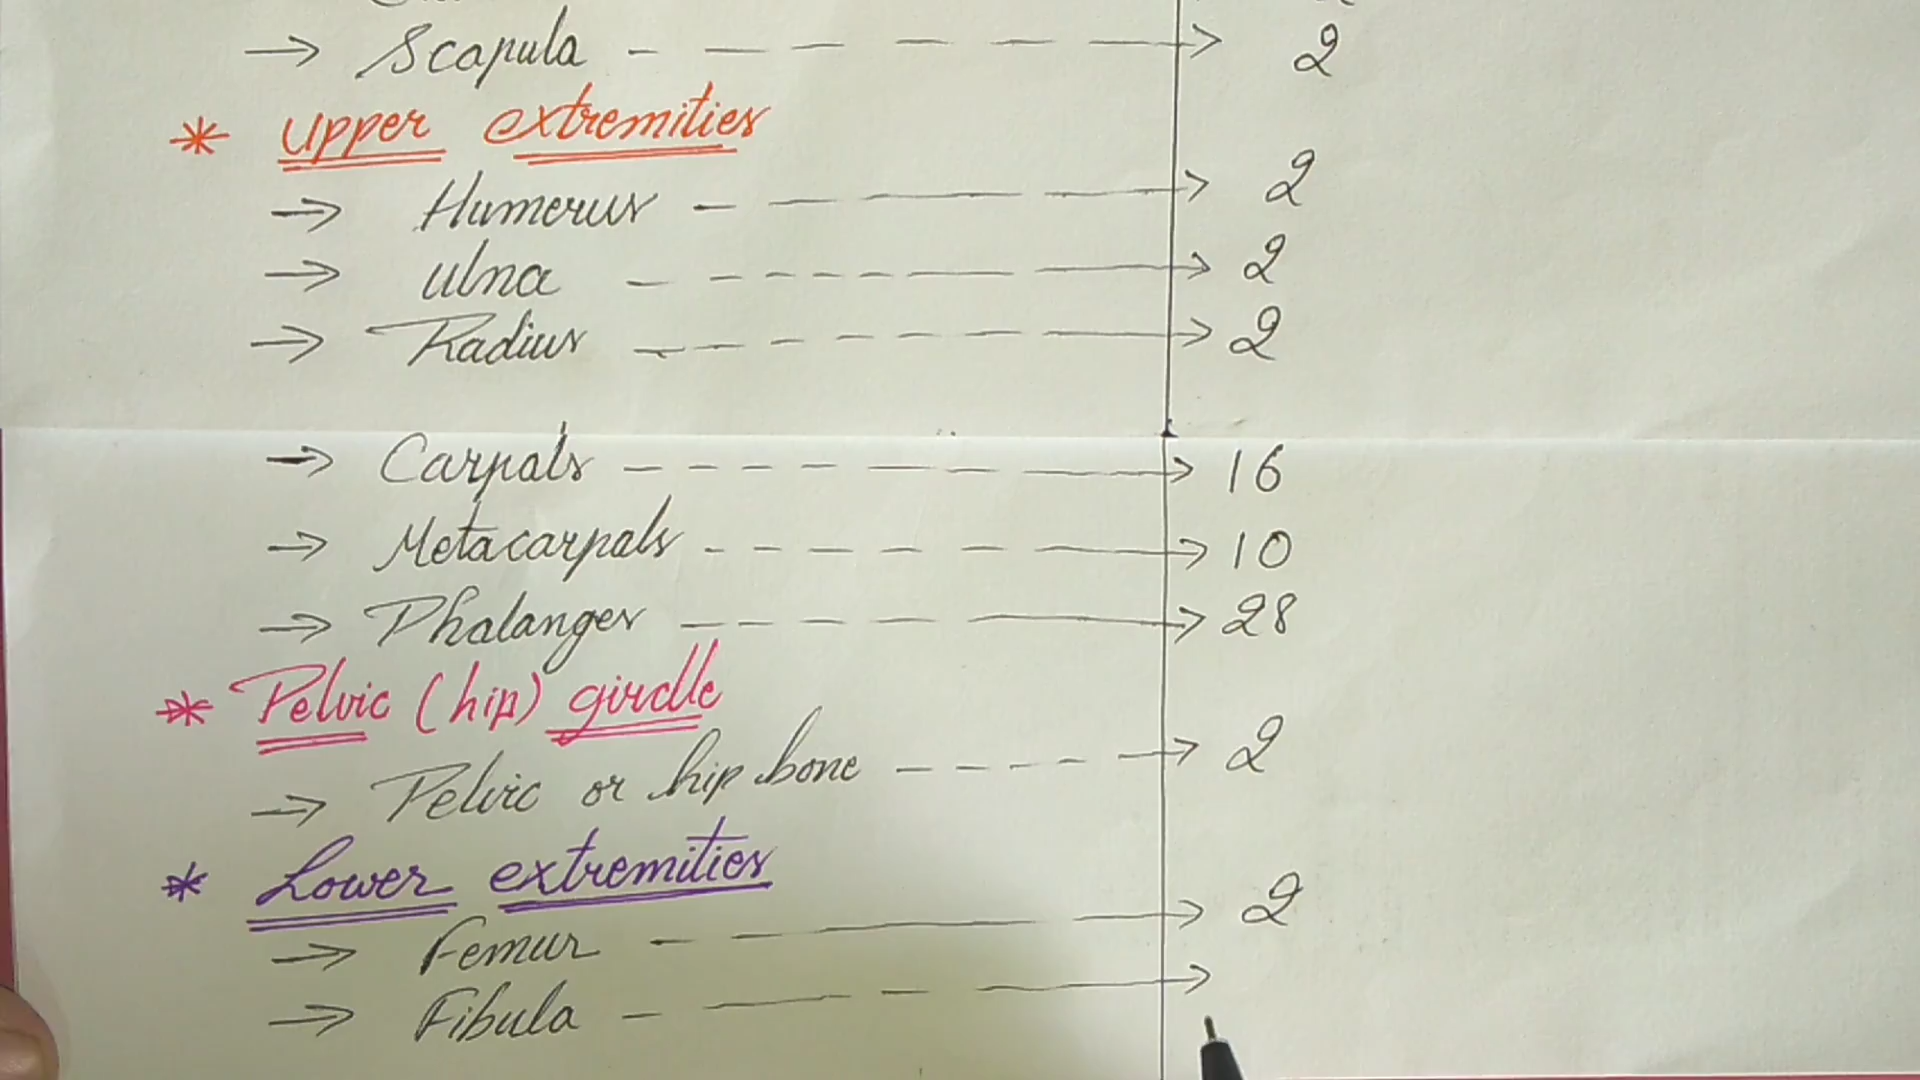 → Scapula - - - - - - → 2
* Upper extremities
→ Humerus - - - - → 2
→ Ulna - - - - - - → 2
→ Radius - - - - - - → 2
→ Carpals - - - - - - → 16
→ Metacarpals - - - - - - → 10
→ Phalanges - - - - - → 28
* Pelvic (hip) girdle
→ Pelvic or hip bone - - - - → 2
* Lower extremities
→ Femur - - - → 2
→ Fibula - - - - →